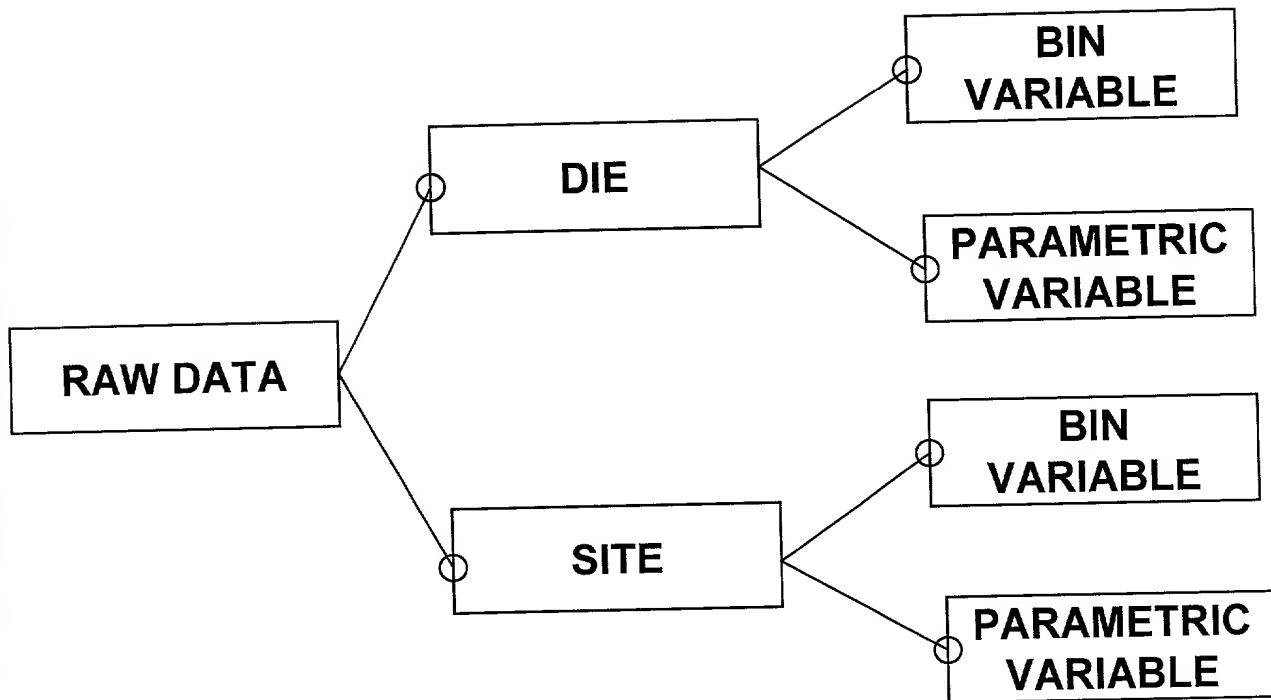 BIN
VARIABLE
DIE
PARAMETRIC
VARIABLE
RAW DATA
BIN
VARIABLE
SITE
PARAMETRIC
VARIABLE